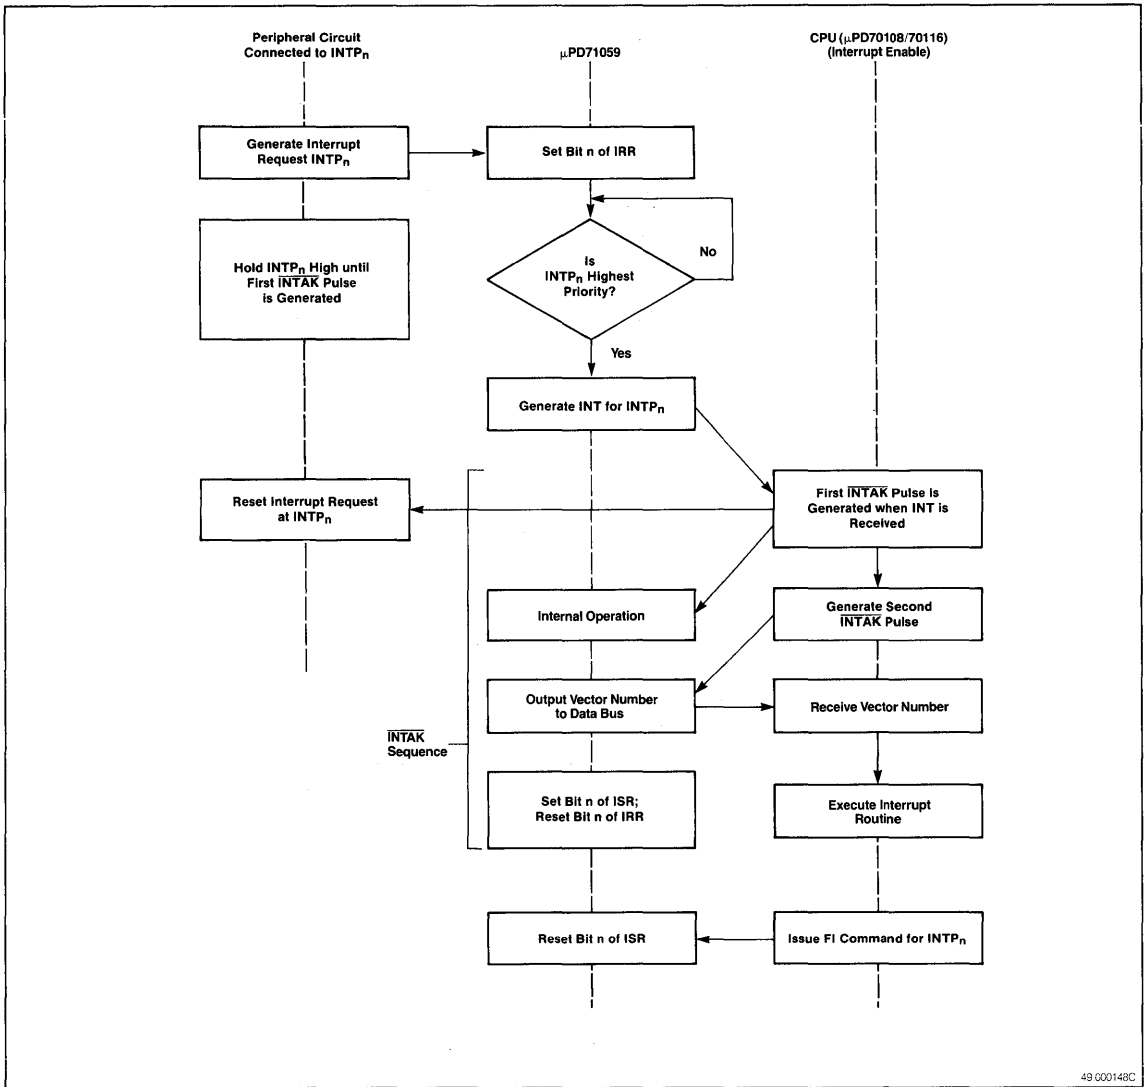 Peripheral Circuit
Connected to INTPn
μPD71059
CPU (μPD70108/70116)
(Interrupt Enable)
Generate Interrupt
Request INTPn
Set Bit n of IRR
Hold INTPn High until
First INTAK Pulse
is Generated
Is
INTPn Highest
Priority?
No
Yes
Generate INT for INTPn
Reset Interrupt Request
at INTPn
First INTAK Pulse is
Generated when INT is
Received
Internal Operation
Generate Second
INTAK Pulse
Output Vector Number
to Data Bus
Receive Vector Number
INTAK
Sequence
Set Bit n of ISR;
Reset Bit n of IRR
Execute Interrupt
Routine
Reset Bit n of ISR
Issue FI Command for INTPn
49 000148C